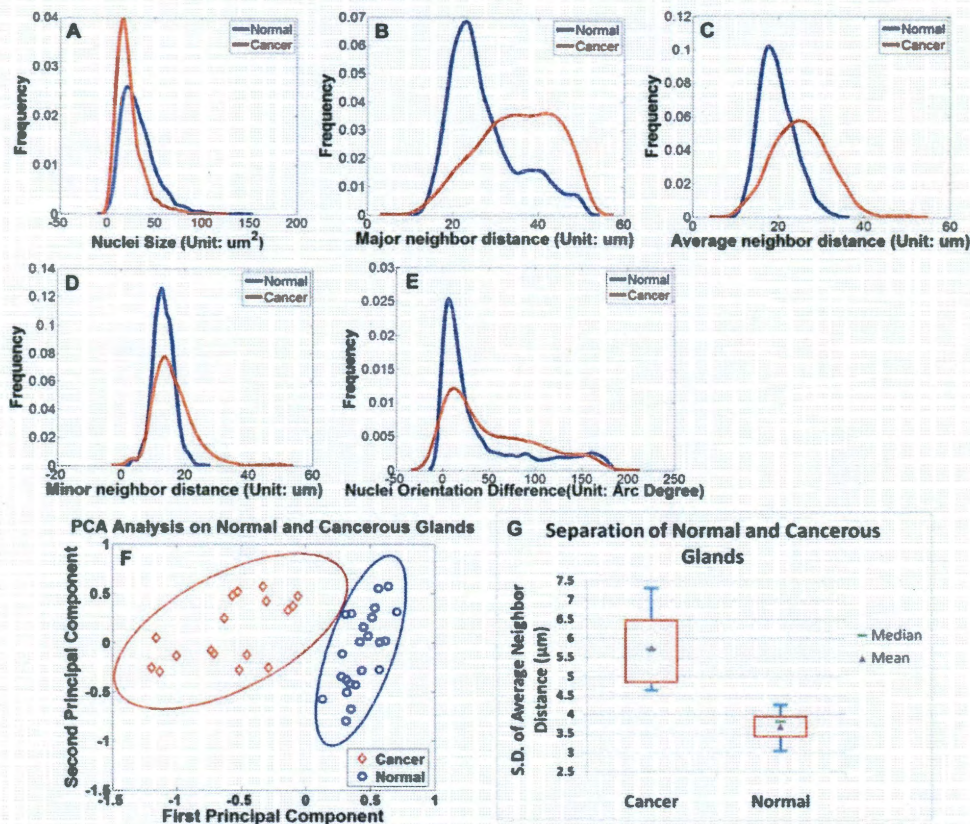 A
Normal
Cancer
0.04
0.03
0.02
0.01
0
-50 0 50 100 150 200
Frequency
Nuclei Size (Unit: um²)
B
Normal
Cancer
0.07
0.06
0.05
0.04
0.03
0.02
0.01
0
0 20 40 60
Frequency
Major neighbor distance (Unit: um)
C
Normal
Cancer
0.12
0.1
0.08
0.06
0.04
0.02
0
0 20 40 60
Frequency
Average neighbor distance (Unit: um)
D
Normal
Cancer
0.14
0.12
0.1
0.08
0.06
0.04
0.02
0
-20 0 20 40 60
Frequency
Minor neighbor distance (Unit: um)
E
Normal
Cancer
0.03
0.025
0.02
0.015
0.01
0.005
0
-50 0 50 100 150 200 250
Frequency
Nuclei Orientation Difference(Unit: Arc Degree)
PCA Analysis on Normal and Cancerous Glands
F
1
0.5
0
-0.5
-1
-1.5
-1.5 -1 -0.5 0 0.5 1
Second Principal Component
First Principal Component
Cancer
Normal
G
Separation of Normal and Cancerous
Glands
7.5
7
6.5
6
5.5
5
4.5
4
3.5
3
2.5
S.D. of Average Neighbor
Distance (µm)
Median
Mean
Cancer Normal